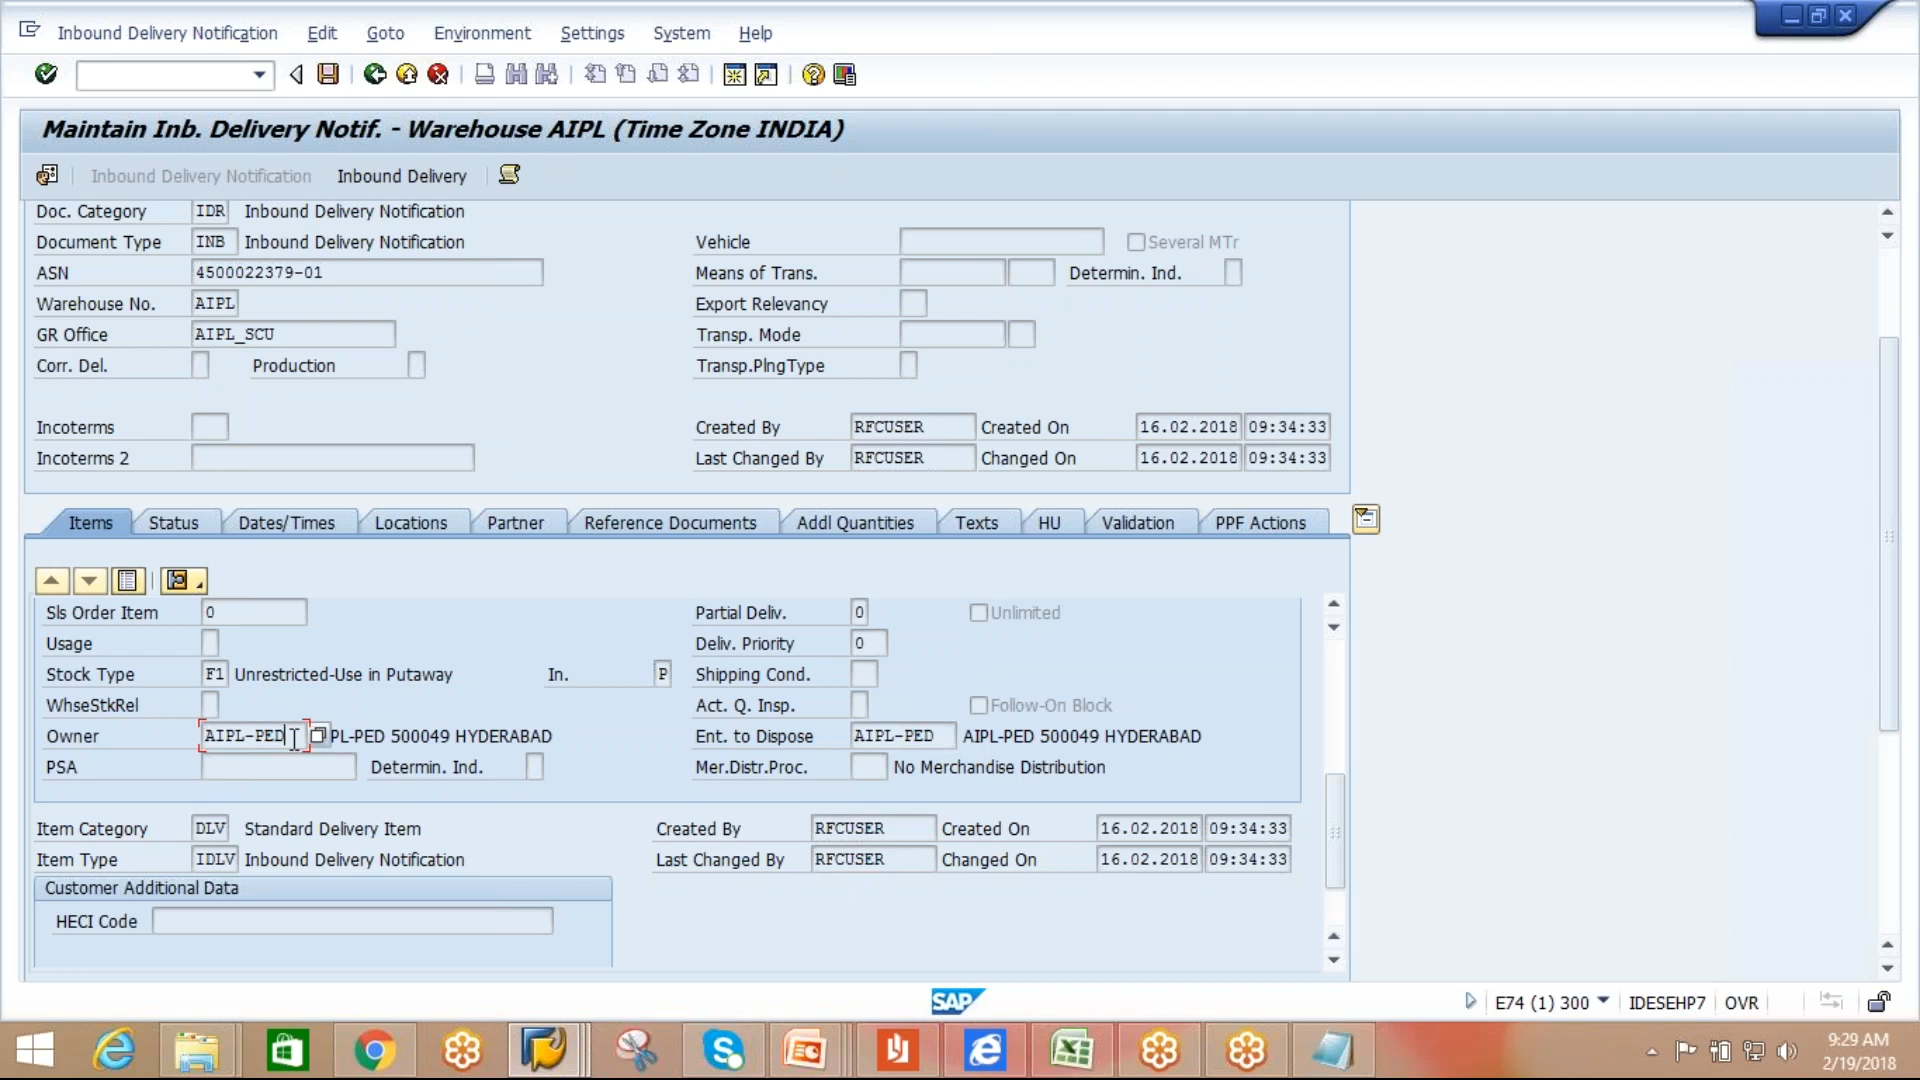 Inbound Delivery Notification Edit Goto Environment Settings System Help
Maintain Inb. Delivery Notif. - Warehouse AIPL (Time Zone INDIA)
Inbound Delivery Notification Inbound Delivery
Doc. Category IDR Inbound Delivery Notification
Document Type INB Inbound Delivery Notification Vehicle Several MTr
ASN 4500022379-01 Means of Trans. Determin. Ind.
Warehouse No. AIPL Export Relevancy
GR Office AIPL_SCU Transp. Mode
Corr. Del. Production Transp.PlngType
Incoterms Created By RFCUSER Created On 16.02.2018 09:34:33
Incoterms 2 Last Changed By RFCUSER Changed On 16.02.2018 09:34:33
Items Status Dates/Times Locations Partner Reference Documents Addl Quantities Texts HU Validation PPF Actions
Sls Order Item 0 Partial Deliv. 0 Unlimited
Usage Deliv. Priority 0
Stock Type F1 Unrestricted-Use in Putaway In. P Shipping Cond.
WhseStkRel Act. Q. Insp. Follow-On Block
Owner AIPL-PED PL-PED 500049 HYDERABAD Ent. to Dispose AIPL-PED AIPL-PED 500049 HYDERABAD
PSA Determin. Ind. Mer.Distr.Proc. No Merchandise Distribution
Item Category DLV Standard Delivery Item Created By RFCUSER Created On 16.02.2018 09:34:33
Item Type IDLV Inbound Delivery Notification Last Changed By RFCUSER Changed On 16.02.2018 09:34:33
Customer Additional Data
HECI Code
SAP E74 (1) 300 IDESEHP7 OVR
9:29 AM
2/19/2018